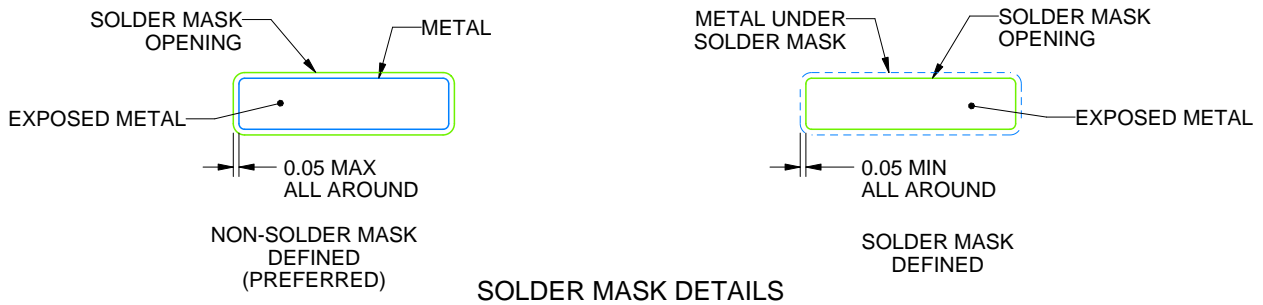 SOLDER MASK
OPENING
METAL
EXPOSED METAL
0.05 MAX
ALL AROUND
NON-SOLDER MASK
DEFINED
(PREFERRED)
METAL UNDER
SOLDER MASK
SOLDER MASK
OPENING
EXPOSED METAL
0.05 MIN
ALL AROUND
SOLDER MASK
DEFINED
SOLDER MASK DETAILS